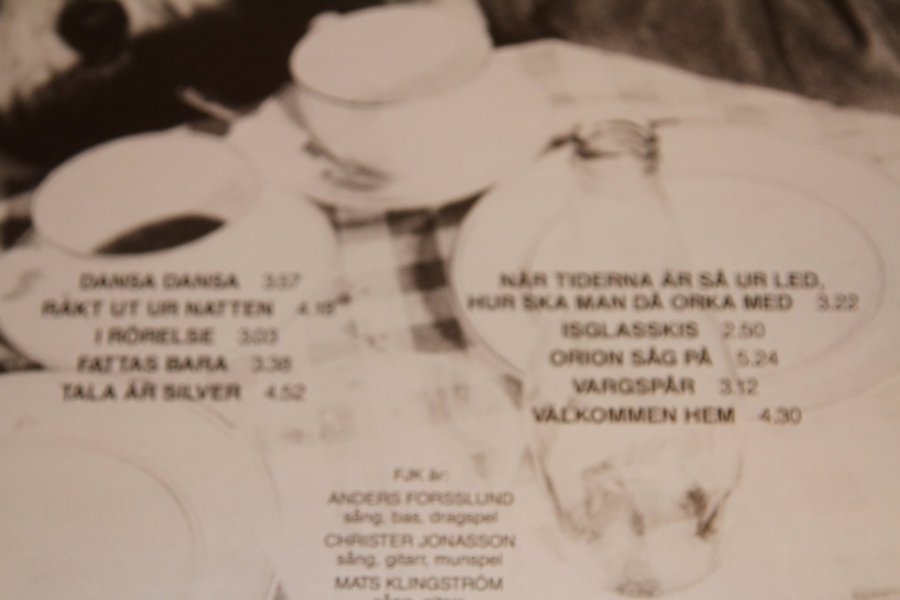 DANSA DANSA 3.57
RAKT UT UR NATTEN 4.18
I RÖRELSE 3.03
FATTAS BARA 3.38
TALA ÄR SILVER 4.52
NÄR TIDERNA ÄR SÅ UR LED,
HUR SKA MAN DÅ ORKA MED 3.22
ISGLASSKIS 2.50
ORION SÅG PÅ 5.24
VARGSPÅR 3.12
VÄLKOMMEN HEM 4.30
FJK är:
ANDERS FORSSLUND
sång, bas, dragspel
CHRISTER JONASSON
sång, gitarr, munspel
MATS KLINGSTRÖM